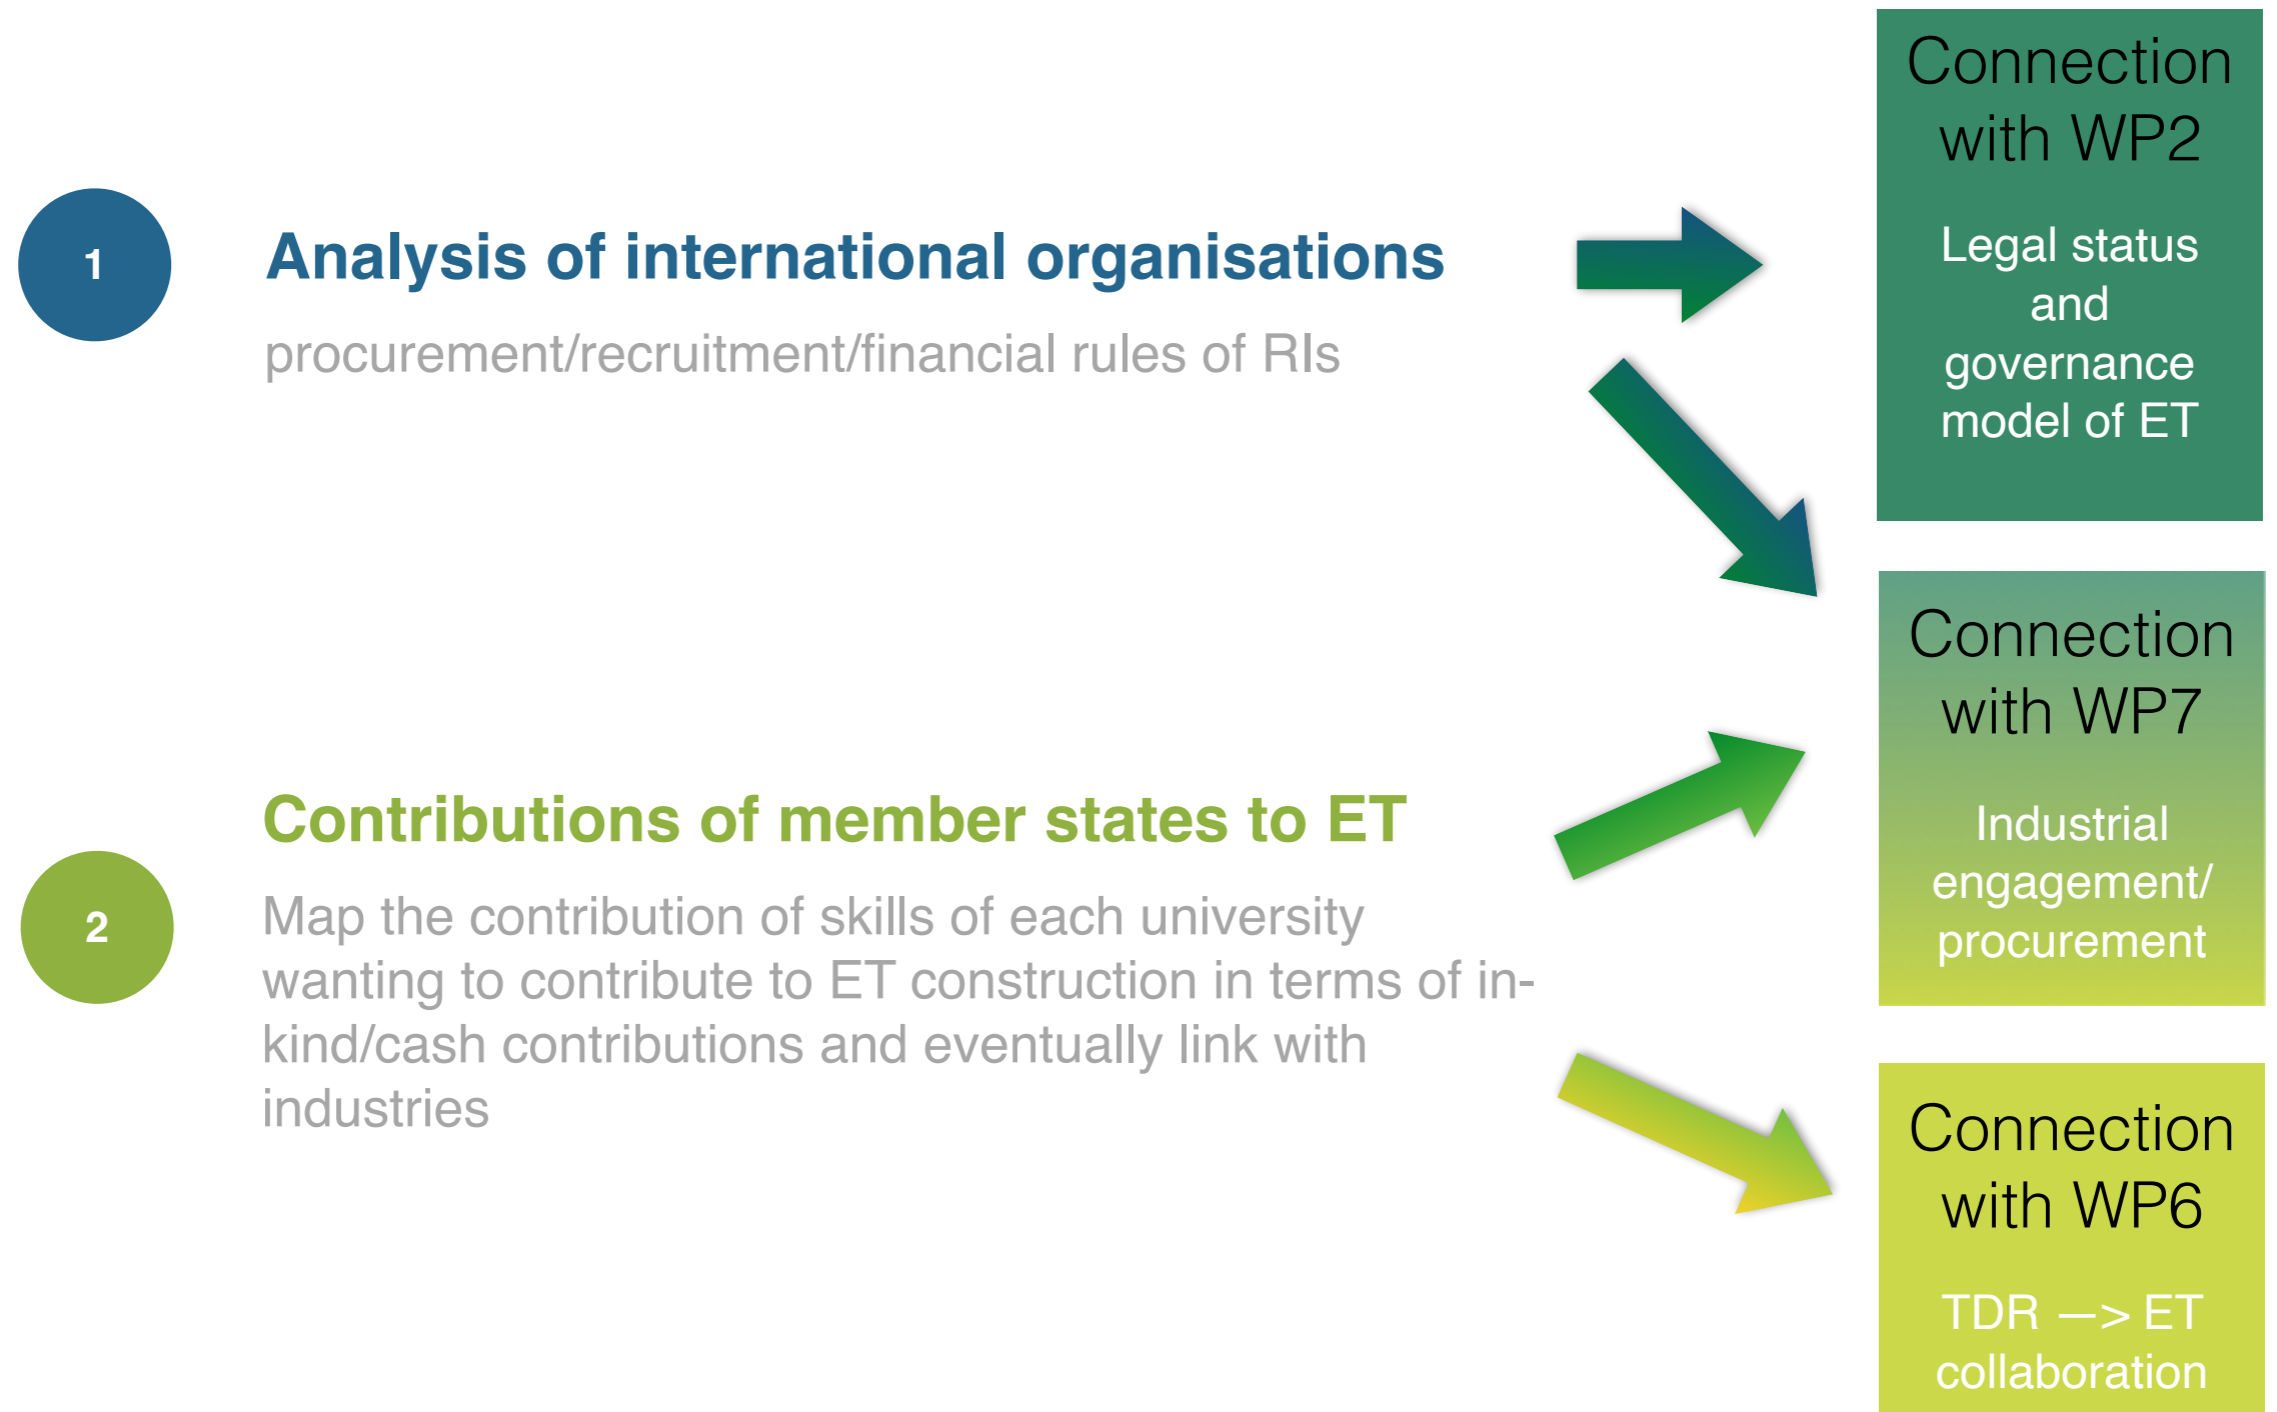 1
Analysis of international organisations
procurement/recruitment/financial rules of RIs
2
Contributions of member states to ET
Map the contribution of skills of each university
wanting to contribute to ET construction in terms of in-
kind/cash contributions and eventually link with
industries
Connection
with WP2
Legal status
and
governance
model of ET
Connection
with WP7
Industrial
engagement/
procurement
Connection
with WP6
TDR —> ET
collaboration